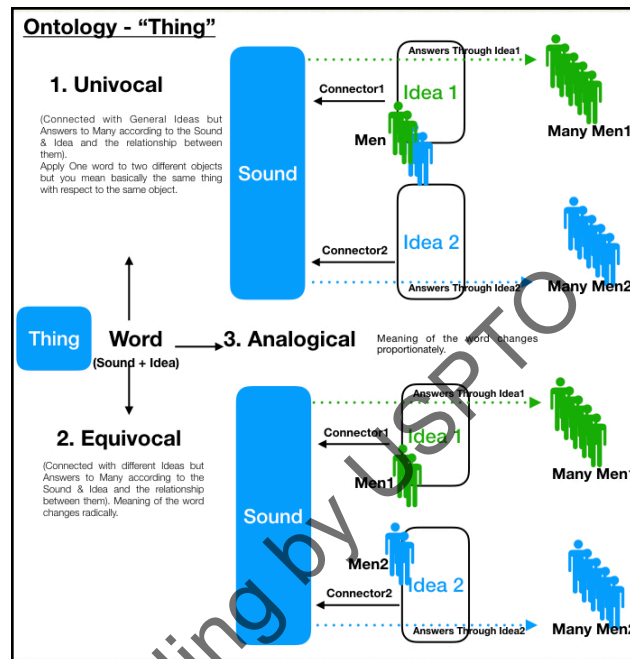 Ontology - “Thing”
1. Univocal
(Connected with General Ideas but
Answers to Many according to the Sound
& Idea and the relationship between
them).
Apply One word to two different objects
but you mean basically the same thing
with respect to the same object.
Sound
Answers Through Idea1
Connector1
Idea 1
Men
Many Men1
Idea 2
Connector2
Answers Through Idea2
Many Men2
Thing
Word
(Sound + Idea)
3. Analogical
Meaning of the word changes
proportionately.
2. Equivocal
(Connected with different Ideas but
Answers to Many according to the
Sound & Idea and the relationship
between them). Meaning of the word
changes radically.
Sound
Answers Through Idea1
Connector1
Idea 1
Men1
Many Men1
Men2
Idea 2
Connector2
Answers Through Idea2
Many Men2
ling by USPTO